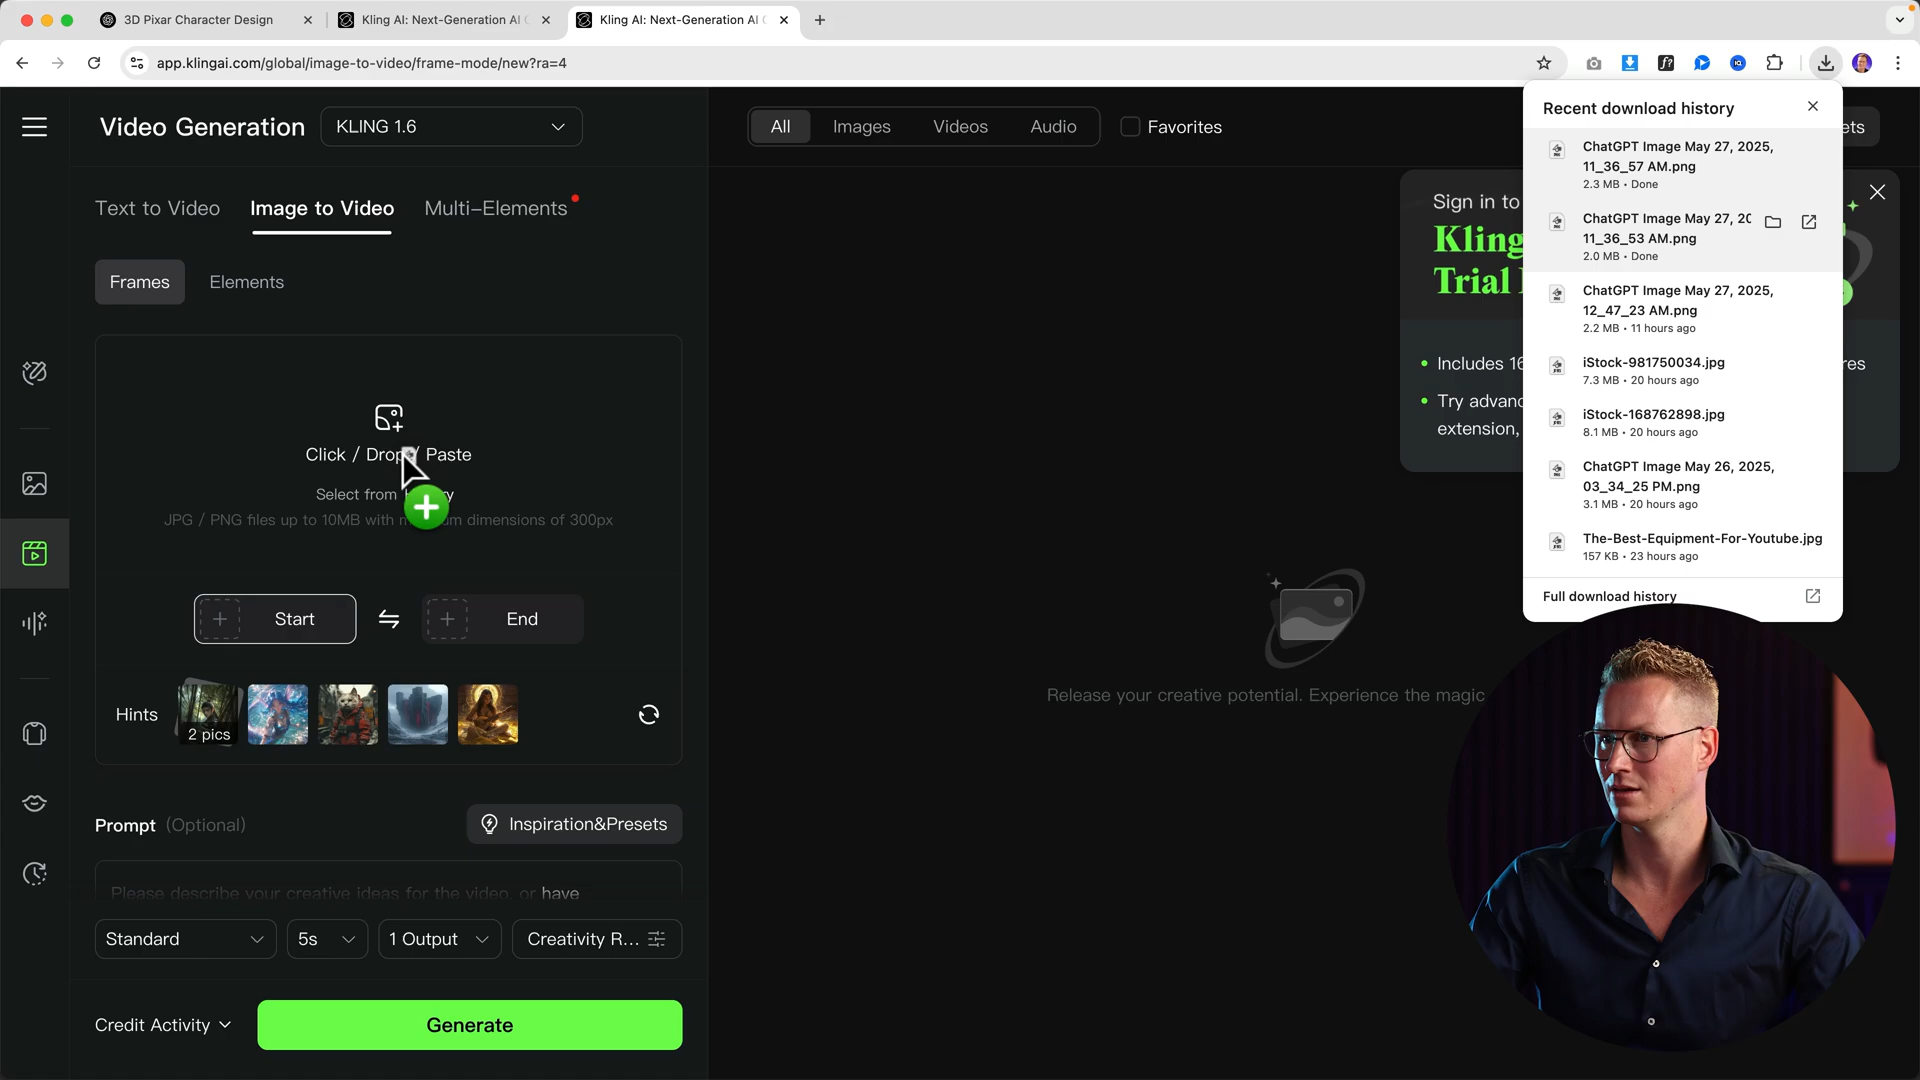 3D Pixar Character Design
Kling AI: Next-Generation AI
Kling AI: Next-Generation AI
app.klingai.com/global/image-to-video/frame-mode/new?ra=4
Video Generation
KLING 1.6
All
Images
Videos
Audio
Favorites
Text to Video
Image to Video
Multi-Elements
Frames
Elements
Click / Drop / Paste
Select from
JPG / PNG files up to 10MB with dimensions of 300px
Start
End
Hints
2 pics
Prompt (Optional)
Inspiration&Presets
Please describe your creative ideas for the video, or have
Standard
5s
1 Output
Creativity R...
Credit Activity
Generate
Release your creative potential. Experience the magic
Sign in to
Kling
Trial
Includes 16
Try advanc
extension,
Recent download history
ChatGPT Image May 27, 2025,
11_36_57 AM.png
2.3 MB • Done
ChatGPT Image May 27, 20
11_36_53 AM.png
2.0 MB • Done
ChatGPT Image May 27, 2025,
12_47_23 AM.png
2.2 MB • 11 hours ago
iStock-981750034.jpg
7.3 MB • 20 hours ago
iStock-168762898.jpg
8.1 MB • 20 hours ago
ChatGPT Image May 26, 2025,
03_34_25 PM.png
3.1 MB • 20 hours ago
The-Best-Equipment-For-Youtube.jpg
157 KB • 23 hours ago
Full download history